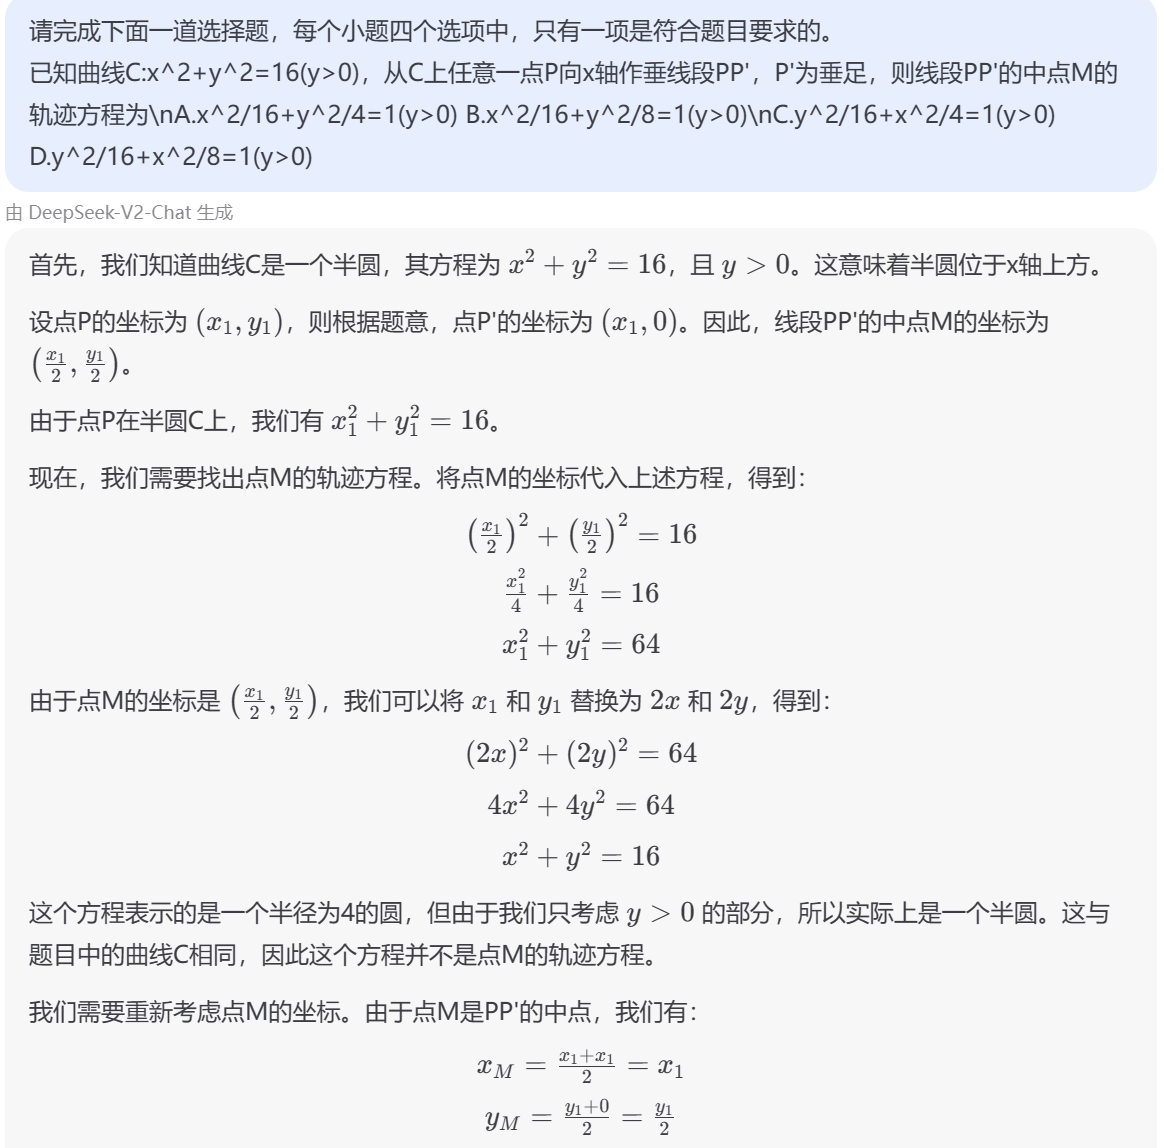 请完成下面一道选择题，每个小题四个选项中，只有一项是符合题目要求的。
已知曲线C:x^2+y^2=16(y>0)，从C上任意一点P向x轴作垂线段PP'，P'为垂足，则线段PP'的中点M的
轨迹方程为\nA.x^2/16+y^2/4=1(y>0) B.x^2/16+y^2/8=1(y>0)\nC.y^2/16+x^2/4=1(y>0)
D.y^2/16+x^2/8=1(y>0)
由 DeepSeek-V2-Chat 生成
首先，我们知道曲线C是一个半圆，其方程为 $x^2 + y^2 = 16$，且 $y > 0$。这意味着半圆位于x轴上方。
设点P的坐标为 $(x_1, y_1)$，则根据题意，点P'的坐标为 $(x_1, 0)$。因此，线段PP'的中点M的坐标为
$\left(\frac{x_1}{2}, \frac{y_1}{2}\right)$。
由于点P在半圆C上，我们有 $x_1^2 + y_1^2 = 16$。
现在，我们需要找出点M的轨迹方程。将点M的坐标代入上述方程，得到：
$\left(\frac{x_1}{2}\right)^2 + \left(\frac{y_1}{2}\right)^2 = 16$
$\frac{x_1^2}{4} + \frac{y_1^2}{4} = 16$
$x_1^2 + y_1^2 = 64$
由于点M的坐标是 $\left(\frac{x_1}{2}, \frac{y_1}{2}\right)$，我们可以将 $x_1$ 和 $y_1$ 替换为 $2x$ 和 $2y$，得到：
$(2x)^2 + (2y)^2 = 64$
$4x^2 + 4y^2 = 64$
$x^2 + y^2 = 16$
这个方程表示的是一个半径为4的圆，但由于我们只考虑 $y > 0$ 的部分，所以实际上是一个半圆。这与
题目中的曲线C相同，因此这个方程并不是点M的轨迹方程。
我们需要重新考虑点M的坐标。由于点M是PP'的中点，我们有：
$x_M = \frac{x_1+x_1}{2} = x_1$
$y_M = \frac{y_1+0}{2} = \frac{y_1}{2}$